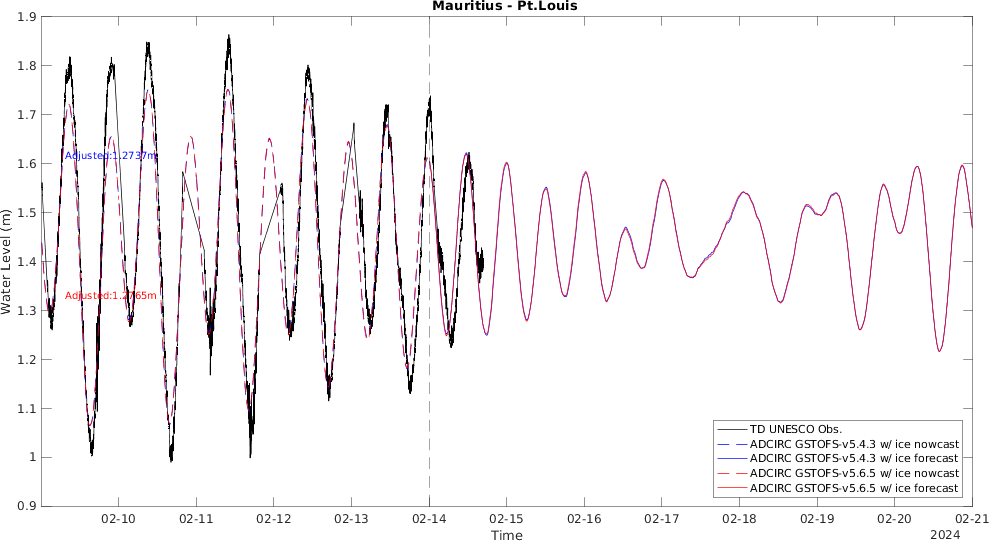 Mauritius - Pt.Louis
1.9
1.8
1.7
1.6
1.5
1.4
1.3
1.2
1.1
1
0.9
Water Level (m)
Adjusted:1.2737m
Adjusted:1.2765m
TD UNESCO Obs.
ADCIRC GSTOFS-v5.4.3 w/ ice nowcast
ADCIRC GSTOFS-v5.4.3 w/ ice forecast
ADCIRC GSTOFS-v5.6.5 w/ ice nowcast
ADCIRC GSTOFS-v5.6.5 w/ ice forecast
02-10 02-11 02-12 02-13 02-14 02-15 02-16 02-17 02-18 02-19 02-20 02-21
Time
2024